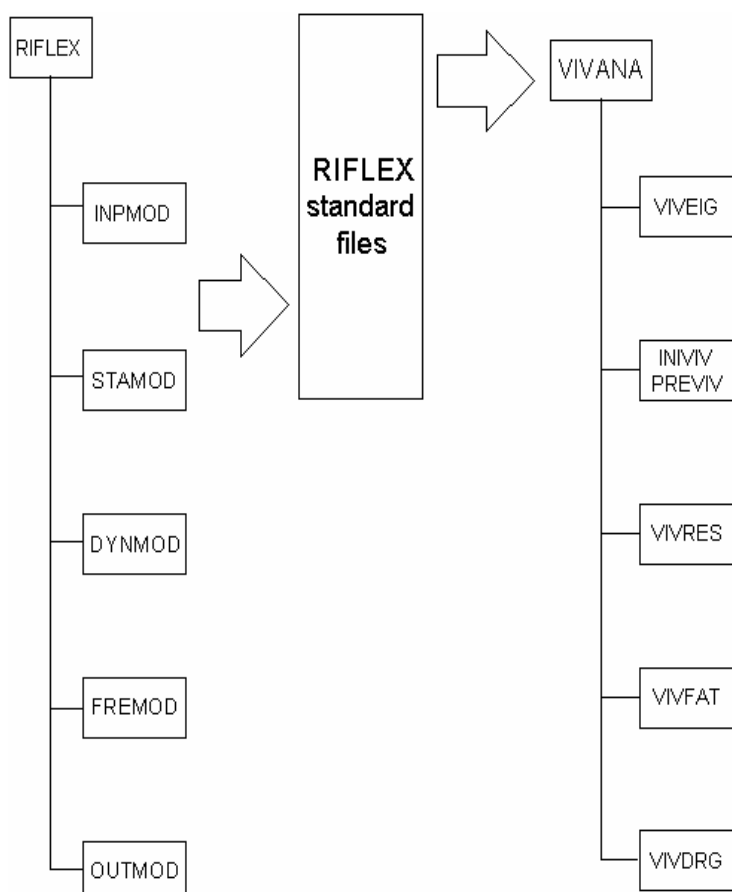 RIFLEX
INPMOD
STAMOD
DYNMOD
FREMOD
OUTMOD
RIFLEX
standard
files
VIVANA
VIVEIG
INIVIV
PREVIV
VIVRES
VIVFAT
VIVDRG